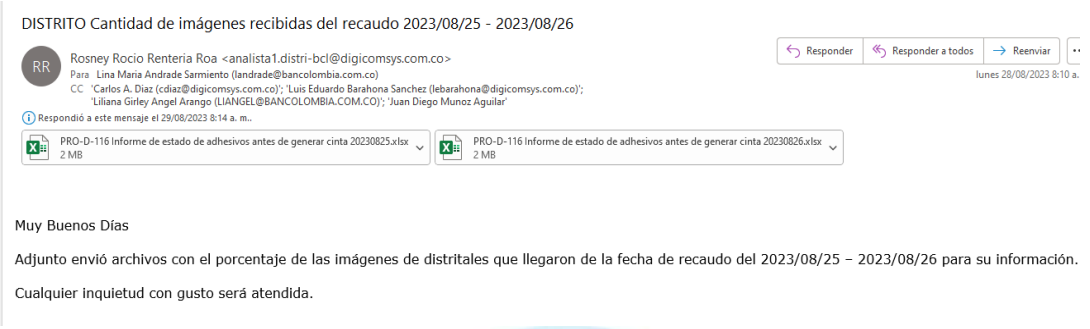 DISTRITO Cantidad de imágenes recibidas del recaudo 2023/08/25 - 2023/08/26
RR
Rosney Rocio Renteria Roa <analista1.distri-bcl@digicomsys.com.co>
Responder
Responder a todos
Reenviar
Para Lina Maria Andrade Sarmiento (landrade@bancolombia.com.co)
lunes 28/08/2023 8:10 a.
CC 'Carlos A. Diaz (cdiaz@digicomsys.com.co)'; 'Luis Eduardo Barahona Sanchez (lebarahona@digicomsys.com.co)';
'Liliana Girley Angel Arango (LIANGEL@BANCOLOMBIA.COM.CO)'; 'Juan Diego Munoz Aguilar'
Respondió a este mensaje el 29/08/2023 8:14 a. m..
PRO-D-116 Informe de estado de adhesivos antes de generar cinta 20230825.xlsx
2 MB
PRO-D-116 Informe de estado de adhesivos antes de generar cinta 20230826.xlsx
2 MB
Muy Buenos Días
Adjunto envió archivos con el porcentaje de las imágenes de distritales que llegaron de la fecha de recaudo del 2023/08/25 – 2023/08/26 para su información.
Cualquier inquietud con gusto será atendida.